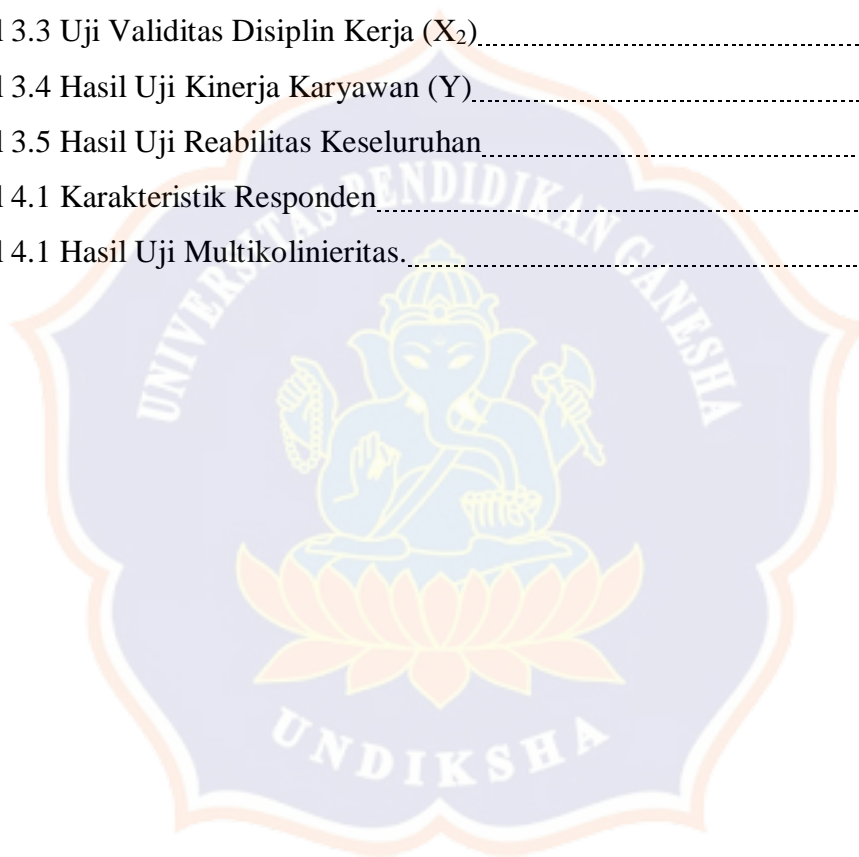 l 3.3 Uji Validitas Disiplin Kerja (X₂)
l 3.4 Hasil Uji Kinerja Karyawan (Y)
l 3.5 Hasil Uji Reabilitas Keseluruhan
l 4.1 Karakteristik Responden
l 4.1 Hasil Uji Multikolinieritas.
UNIVERSITAS PENDIDIKAN GANESHA
UNDIKSHA